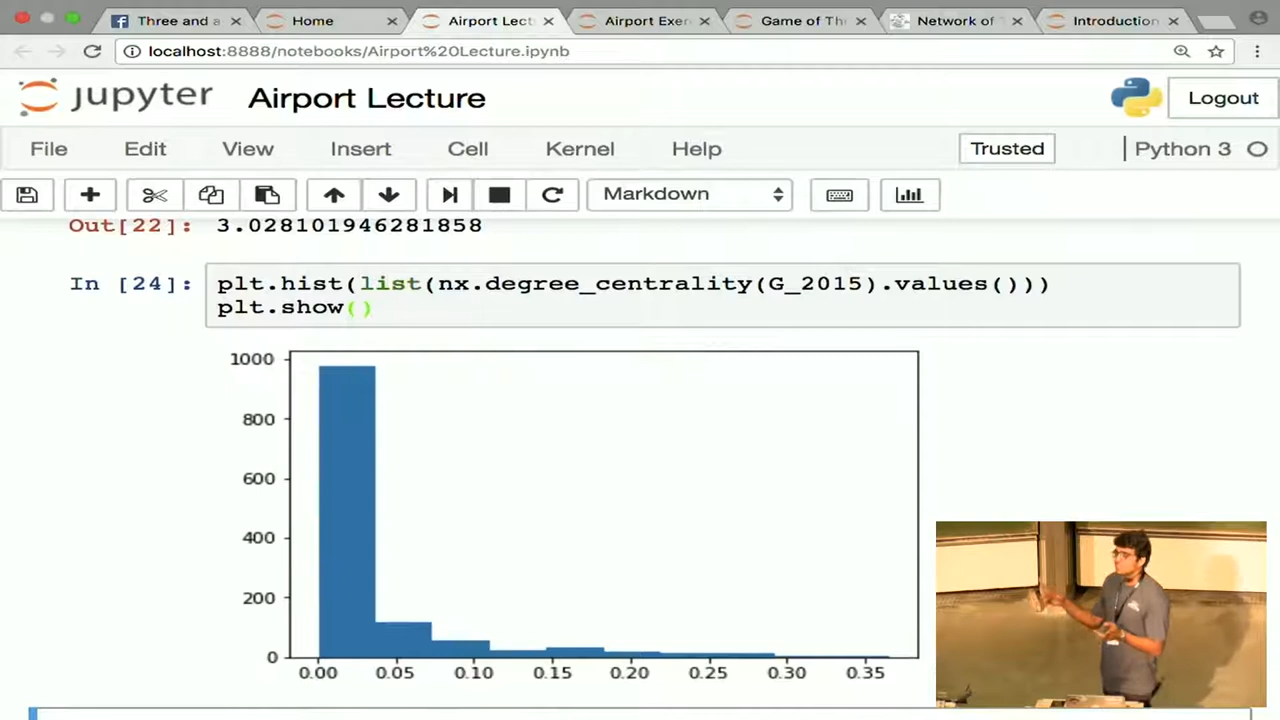 Three and a
Home
Airport Lect
Airport Exer
Game of Th
Network of
Introduction
localhost:8888/notebooks/Airport%20Lecture.ipynb
jupyter Airport Lecture
Logout
File Edit View Insert Cell Kernel Help
Trusted
Python 3
Markdown
Out[22]: 3.028101946281858
In [24]: plt.hist(list(nx.degree_centrality(G_2015).values()))
plt.show()
1000
800
600
400
200
0
0.00 0.05 0.10 0.15 0.20 0.25 0.30 0.35